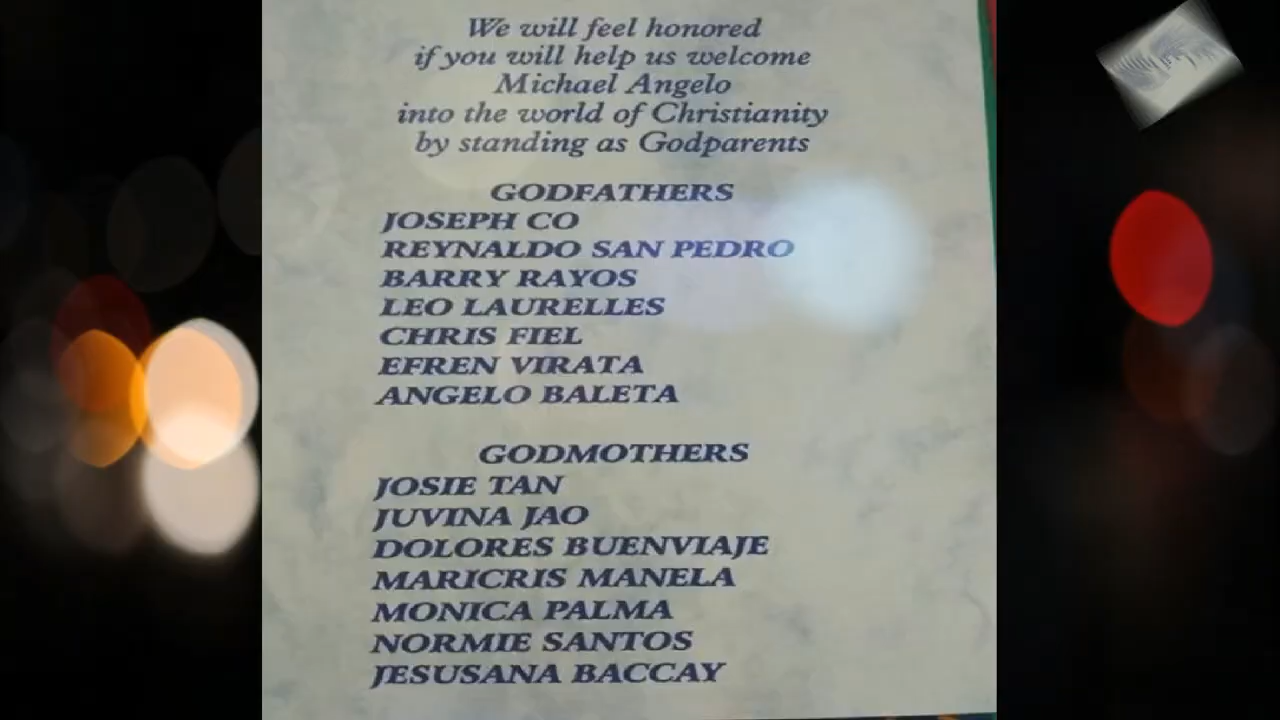 We will feel honored
if you will help us welcome
Michael Angelo
into the world of Christianity
by standing as Godparents
GODFATHERS
JOSEPH CO
REYNALDO SAN PEDRO
BARRY RAYOS
LEO LAURELLES
CHRIS FIEL
EFREN VIRATA
ANGELO BALETA
GODMOTHERS
JOSIE TAN
JUVINA JAO
DOLORES BUENVIAJE
MARICRIS MANELA
MONICA PALMA
NORMIE SANTOS
JESUSANA BACCAY